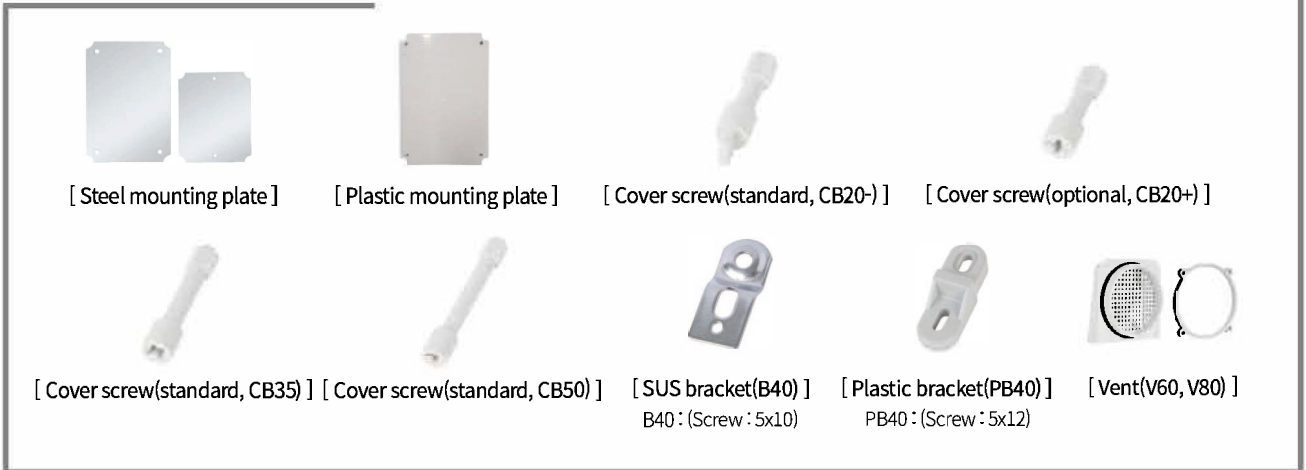 [ Steel mounting plate ]
[ Plastic mounting plate ]
[ Cover screw(standard, CB20-) ]
[ Cover screw(optional, CB20+) ]
[ Cover screw(standard, CB35) ]
[ Cover screw(standard, CB50) ]
[ SUS bracket(B40) ]
B40 : (Screw : 5x10)
[ Plastic bracket(PB40) ]
PB40 : (Screw : 5x12)
[ Vent(V60, V80) ]